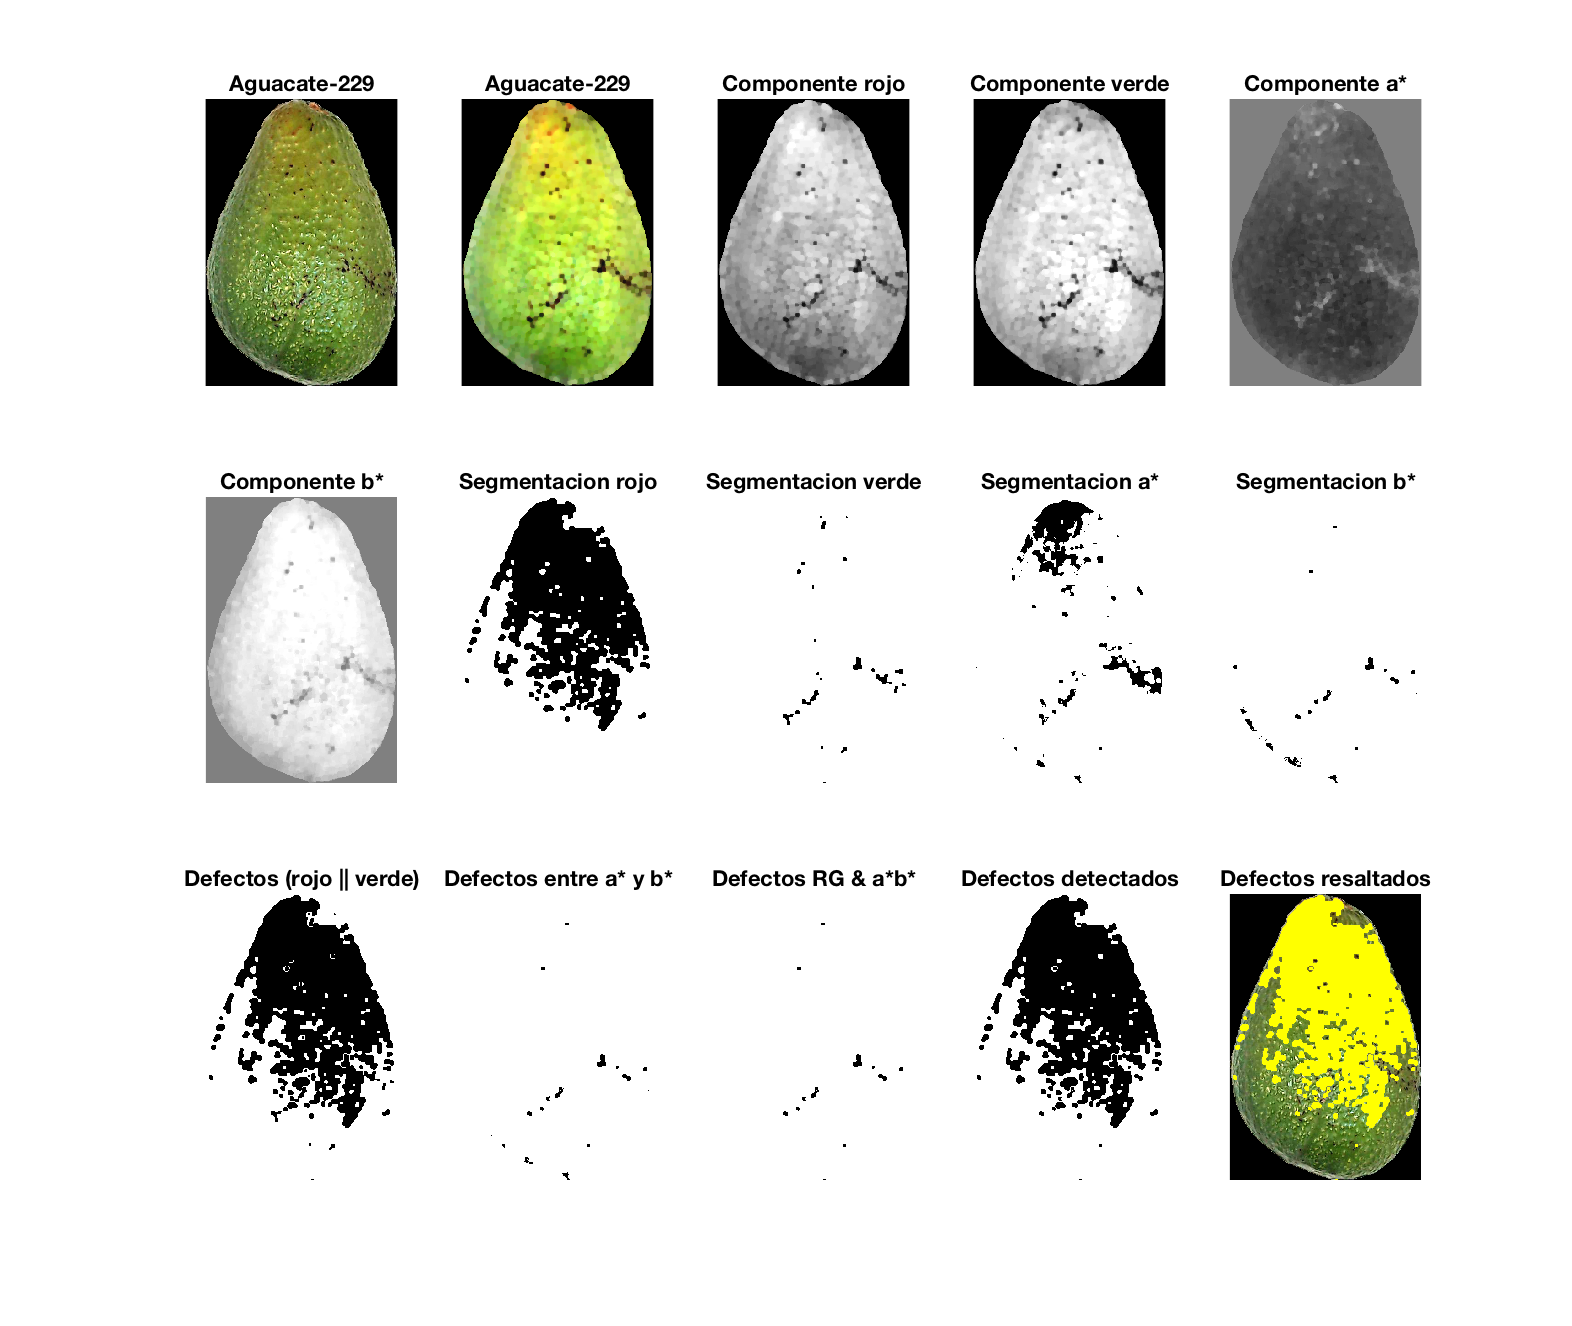 Aguacate-229
Aguacate-229
Componente rojo
Componente verde
Componente a*
Componente b*
Segmentacion rojo
Segmentacion verde
Segmentacion a*
Segmentacion b*
Defectos (rojo || verde)
Defectos entre a* y b*
Defectos RG & a*b*
Defectos detectados
Defectos resaltados